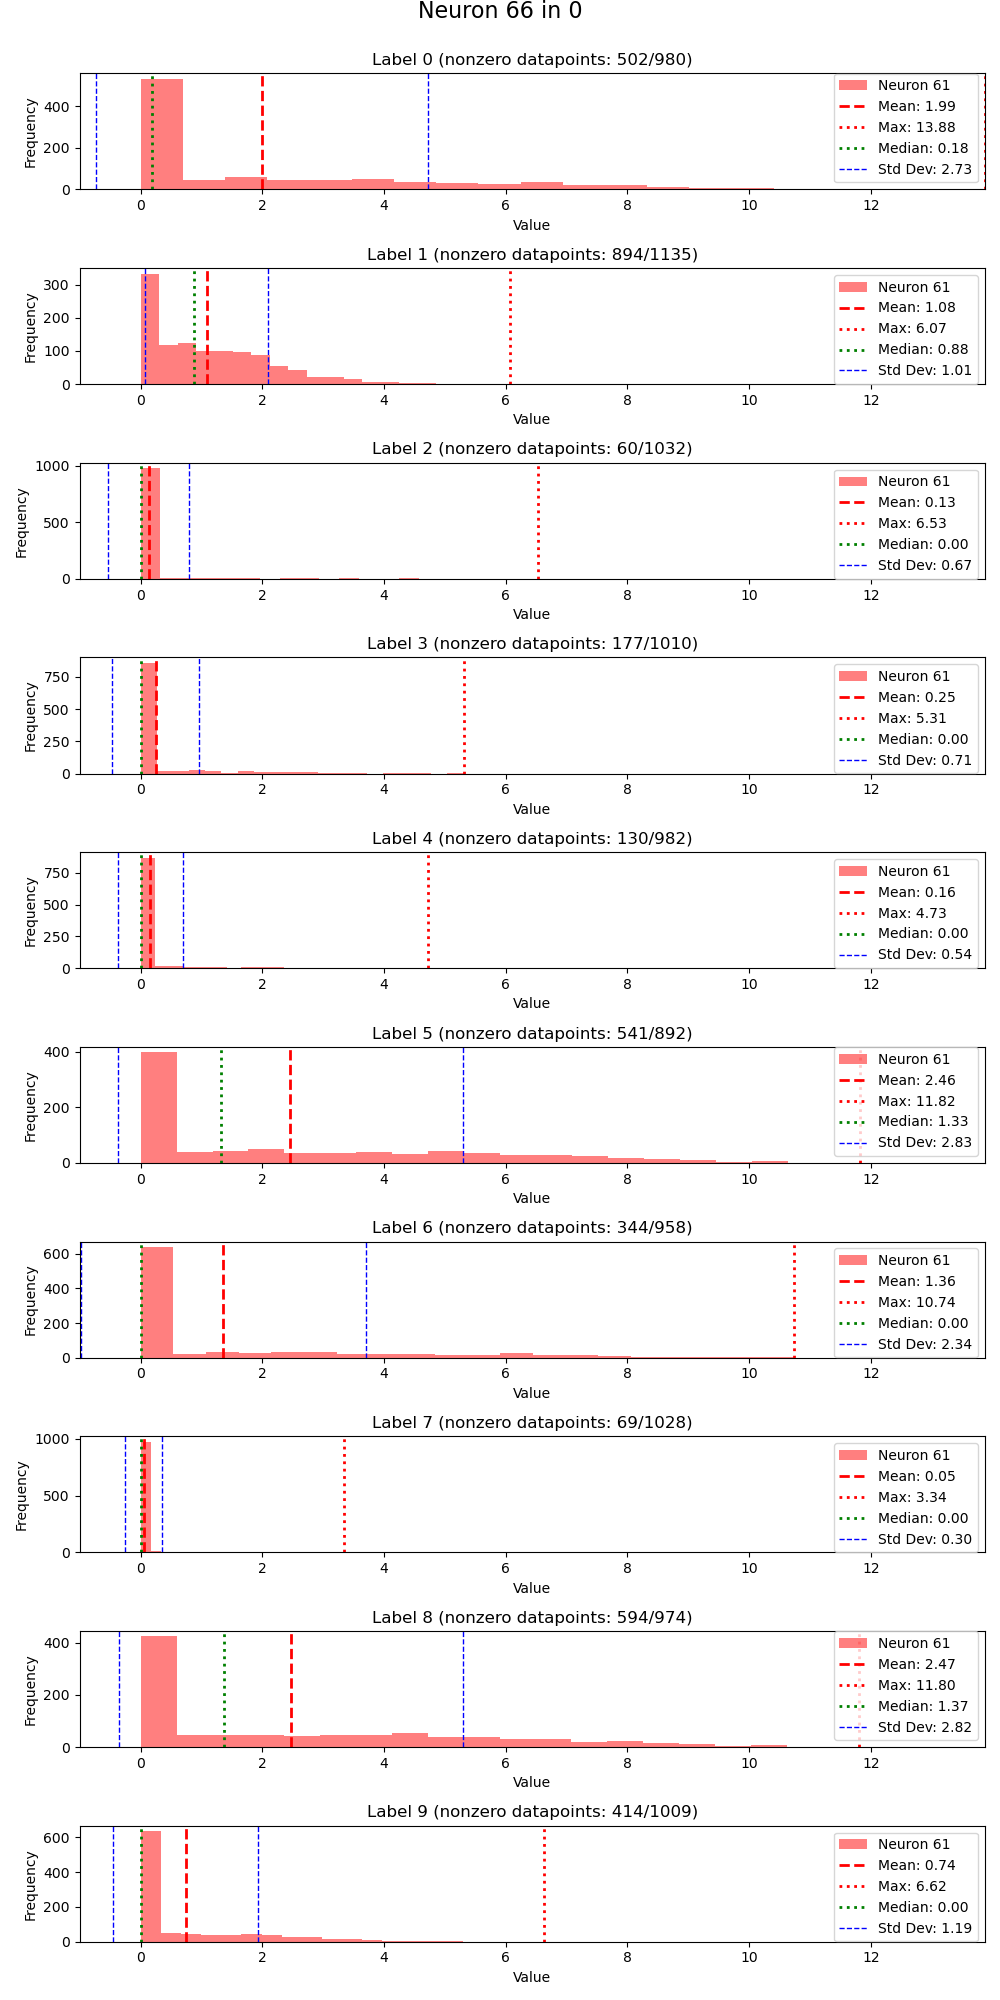 Neuron 66 in 0
Label 0 (nonzero datapoints: 502/980)
Frequency
400
200
0
Neuron 61
Mean: 1.99
Max: 13.88
Median: 0.18
Std Dev: 2.73
0 2 4 6 8 10 12
Value
Label 1 (nonzero datapoints: 894/1135)
Frequency
300
200
100
0
Neuron 61
Mean: 1.08
Max: 6.07
Median: 0.88
Std Dev: 1.01
0 2 4 6 8 10 12
Value
Label 2 (nonzero datapoints: 60/1032)
Frequency
1000
500
0
Neuron 61
Mean: 0.13
Max: 6.53
Median: 0.00
Std Dev: 0.67
0 2 4 6 8 10 12
Value
Label 3 (nonzero datapoints: 177/1010)
Frequency
750
500
250
0
Neuron 61
Mean: 0.25
Max: 5.31
Median: 0.00
Std Dev: 0.71
0 2 4 6 8 10 12
Value
Label 4 (nonzero datapoints: 130/982)
Frequency
750
500
250
0
Neuron 61
Mean: 0.16
Max: 4.73
Median: 0.00
Std Dev: 0.54
0 2 4 6 8 10 12
Value
Label 5 (nonzero datapoints: 541/892)
Frequency
400
200
0
Neuron 61
Mean: 2.46
Max: 11.82
Median: 1.33
Std Dev: 2.83
0 2 4 6 8 10 12
Value
Label 6 (nonzero datapoints: 344/958)
Frequency
600
400
200
0
Neuron 61
Mean: 1.36
Max: 10.74
Median: 0.00
Std Dev: 2.34
0 2 4 6 8 10 12
Value
Label 7 (nonzero datapoints: 69/1028)
Frequency
1000
500
0
Neuron 61
Mean: 0.05
Max: 3.34
Median: 0.00
Std Dev: 0.30
0 2 4 6 8 10 12
Value
Label 8 (nonzero datapoints: 594/974)
Frequency
400
200
0
Neuron 61
Mean: 2.47
Max: 11.80
Median: 1.37
Std Dev: 2.82
0 2 4 6 8 10 12
Value
Label 9 (nonzero datapoints: 414/1009)
Frequency
600
400
200
0
Neuron 61
Mean: 0.74
Max: 6.62
Median: 0.00
Std Dev: 1.19
0 2 4 6 8 10 12
Value